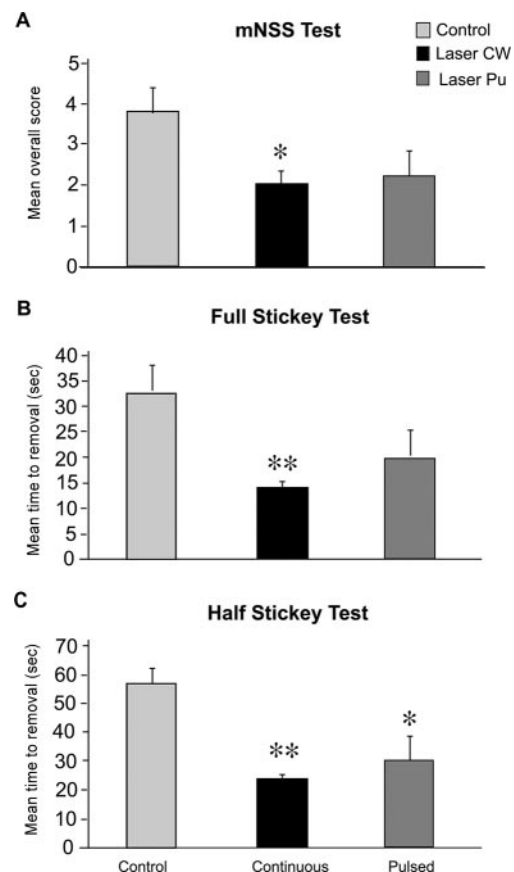 A
mNSS Test
Control
Laser CW
Laser Pu
Mean overall score
5
4
3
2
1
0
*
B
Full Stickey Test
Mean time to removal (sec)
40
35
30
25
20
15
10
5
0
**
C
Half Stickey Test
Mean time to removal (sec)
70
60
50
40
30
20
10
0
**
*
Control Continuous Pulsed